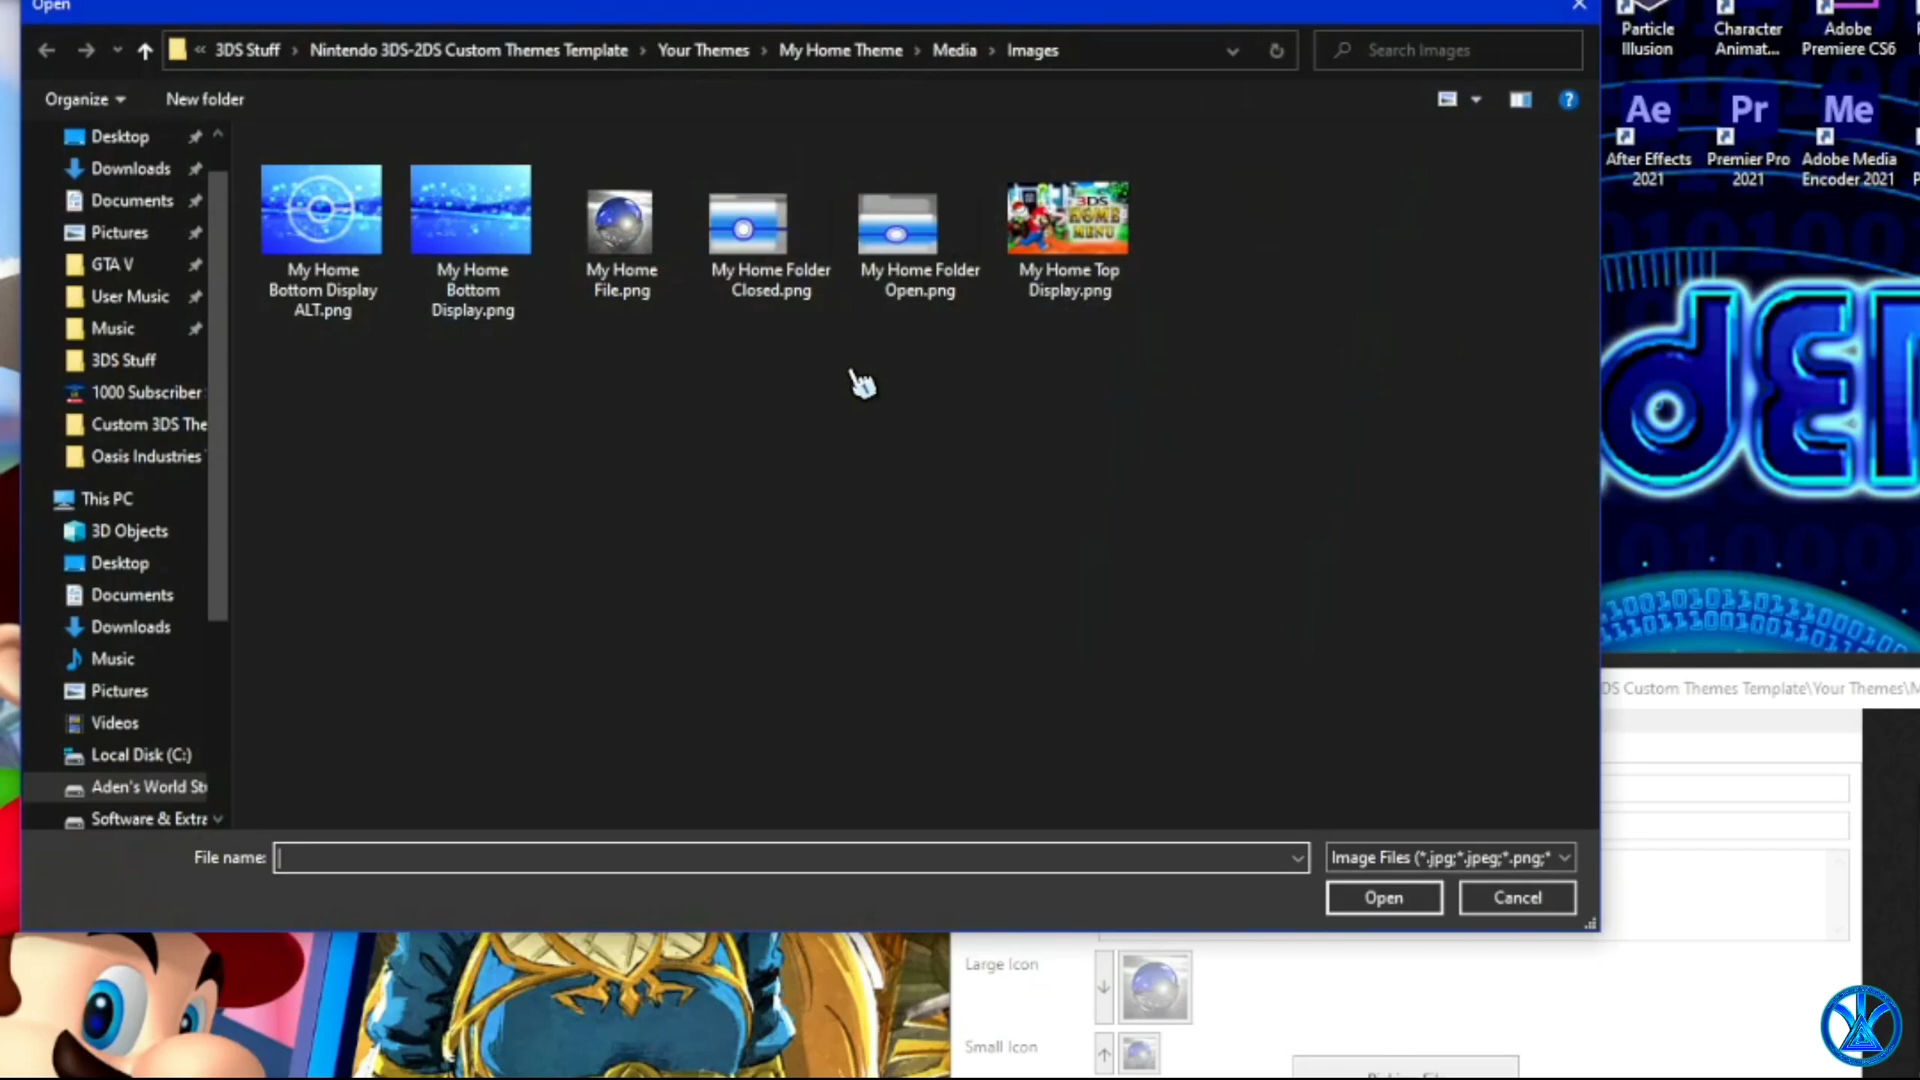 Open
« 3DS Stuff › Nintendo 3DS-2DS Custom Themes Template › Your Themes › My Home Theme › Media › Images
Search Images
Organize
New folder
Desktop
Downloads
Documents
Pictures
GTA V
User Music
Music
3DS Stuff
1000 Subscriber
Custom 3DS The
Oasis Industries
This PC
3D Objects
Desktop
Documents
Downloads
Music
Pictures
Videos
Local Disk (C:)
Aden's World St
Software & Extra
My Home
Bottom Display
ALT.png
My Home
Bottom
Display.png
My Home
File.png
My Home Folder
Closed.png
My Home Folder
Open.png
3DS
HOME
MENU
My Home Top
Display.png
File name:
Image Files (*.jpg;*.jpeg;*.png;*
Open
Cancel
Particle
Illusion
Character
Animat...
Adobe
Premiere CS6
Ae
After Effects
2021
Pr
Premier Pro
2021
Me
Adobe Media
Encoder 2021
DS Custom Themes Template\Your Themes\M
Large Icon
Small Icon